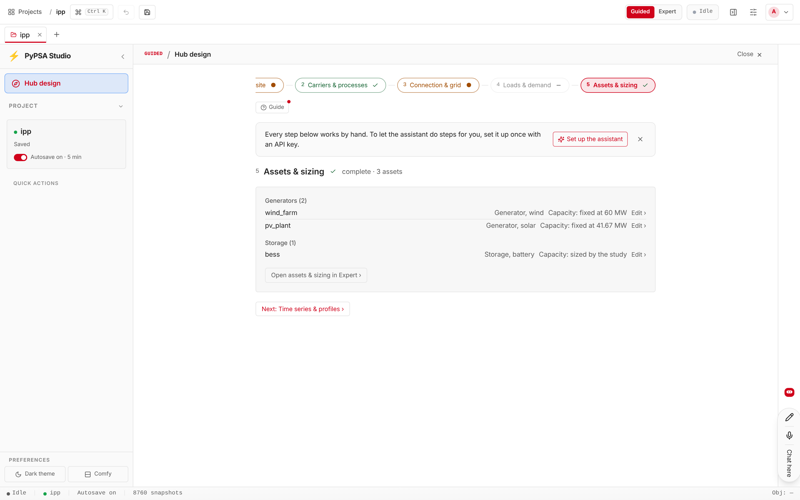 Projects / ipp ⌘ Ctrl K Guided Expert Idle A
ipp × +
PyPSA Studio
GUIDED / Hub design Close ×
Hub design
site 2 Carriers & processes 3 Connection & grid 4 Loads & demand 5 Assets & sizing
PROJECT
Guide
ipp
Saved
Autosave on · 5 min
Every step below works by hand. To let the assistant do steps for you, set it up once with
an API key.
Set up the assistant
5 Assets & sizing ✓ complete · 3 assets
QUICK ACTIONS
Generators (2)
wind_farm Generator, wind Capacity: fixed at 60 MW Edit ›
pv_plant Generator, solar Capacity: fixed at 41.67 MW Edit ›
Storage (1)
bess Storage, battery Capacity: sized by the study Edit ›
Open assets & sizing in Expert ›
Next: Time series & profiles ›
Chat here
PREFERENCES
Dark theme Comfy
Idle ipp Autosave on 8760 snapshots Obj: —